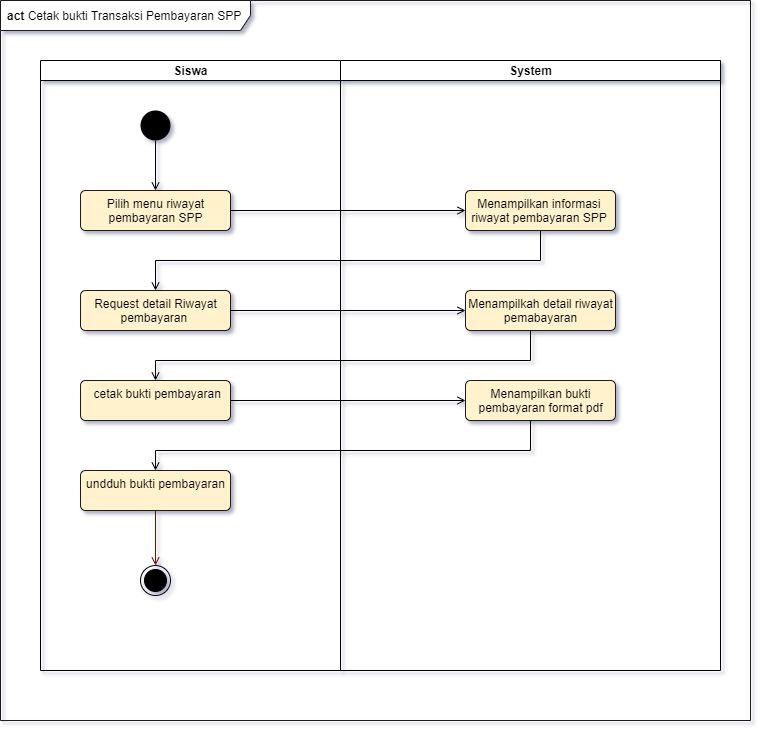 act Cetak bukti Transaksi Pembayaran SPP
Siswa
System
Pilih menu riwayat
pembayaran SPP
Menampilkan informasi
riwayat pembayaran SPP
Request detail Riwayat
pembayaran
Menampilkah detail riwayat
pemabayaran
cetak bukti pembayaran
Menampilkan bukti
pembayaran format pdf
undduh bukti pembayaran